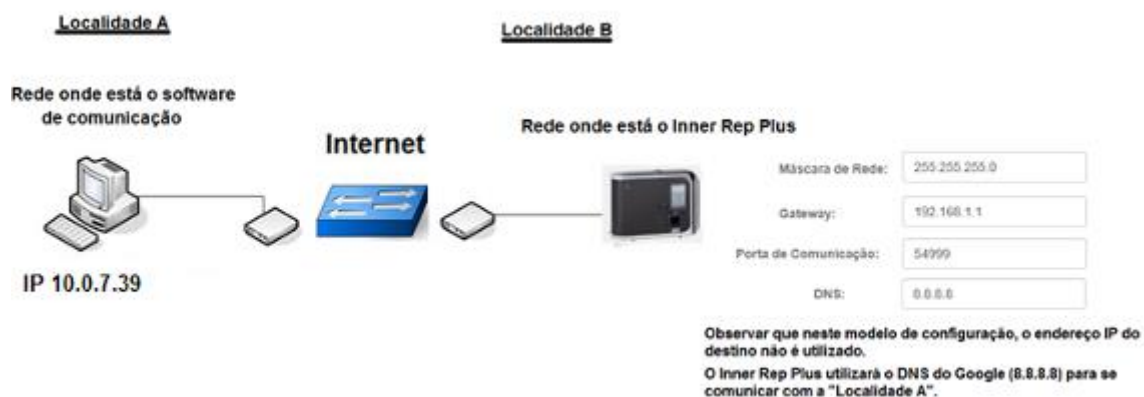 Localidade A
Localidade B
Rede onde está o software
de comunicação
Internet
IP 10.0.7.39
Rede onde está o Inner Rep Plus
Máscara de Rede: 255.255.255.0
Gateway: 192.168.1.1
Porta de Comunicação: 54999
DNS: 8.8.8.8
Observar que neste modelo de configuração, o endereço IP do
destino não é utilizado.
O Inner Rep Plus utilizará o DNS do Google (8.8.8.8) para se
comunicar com a "Localidade A".